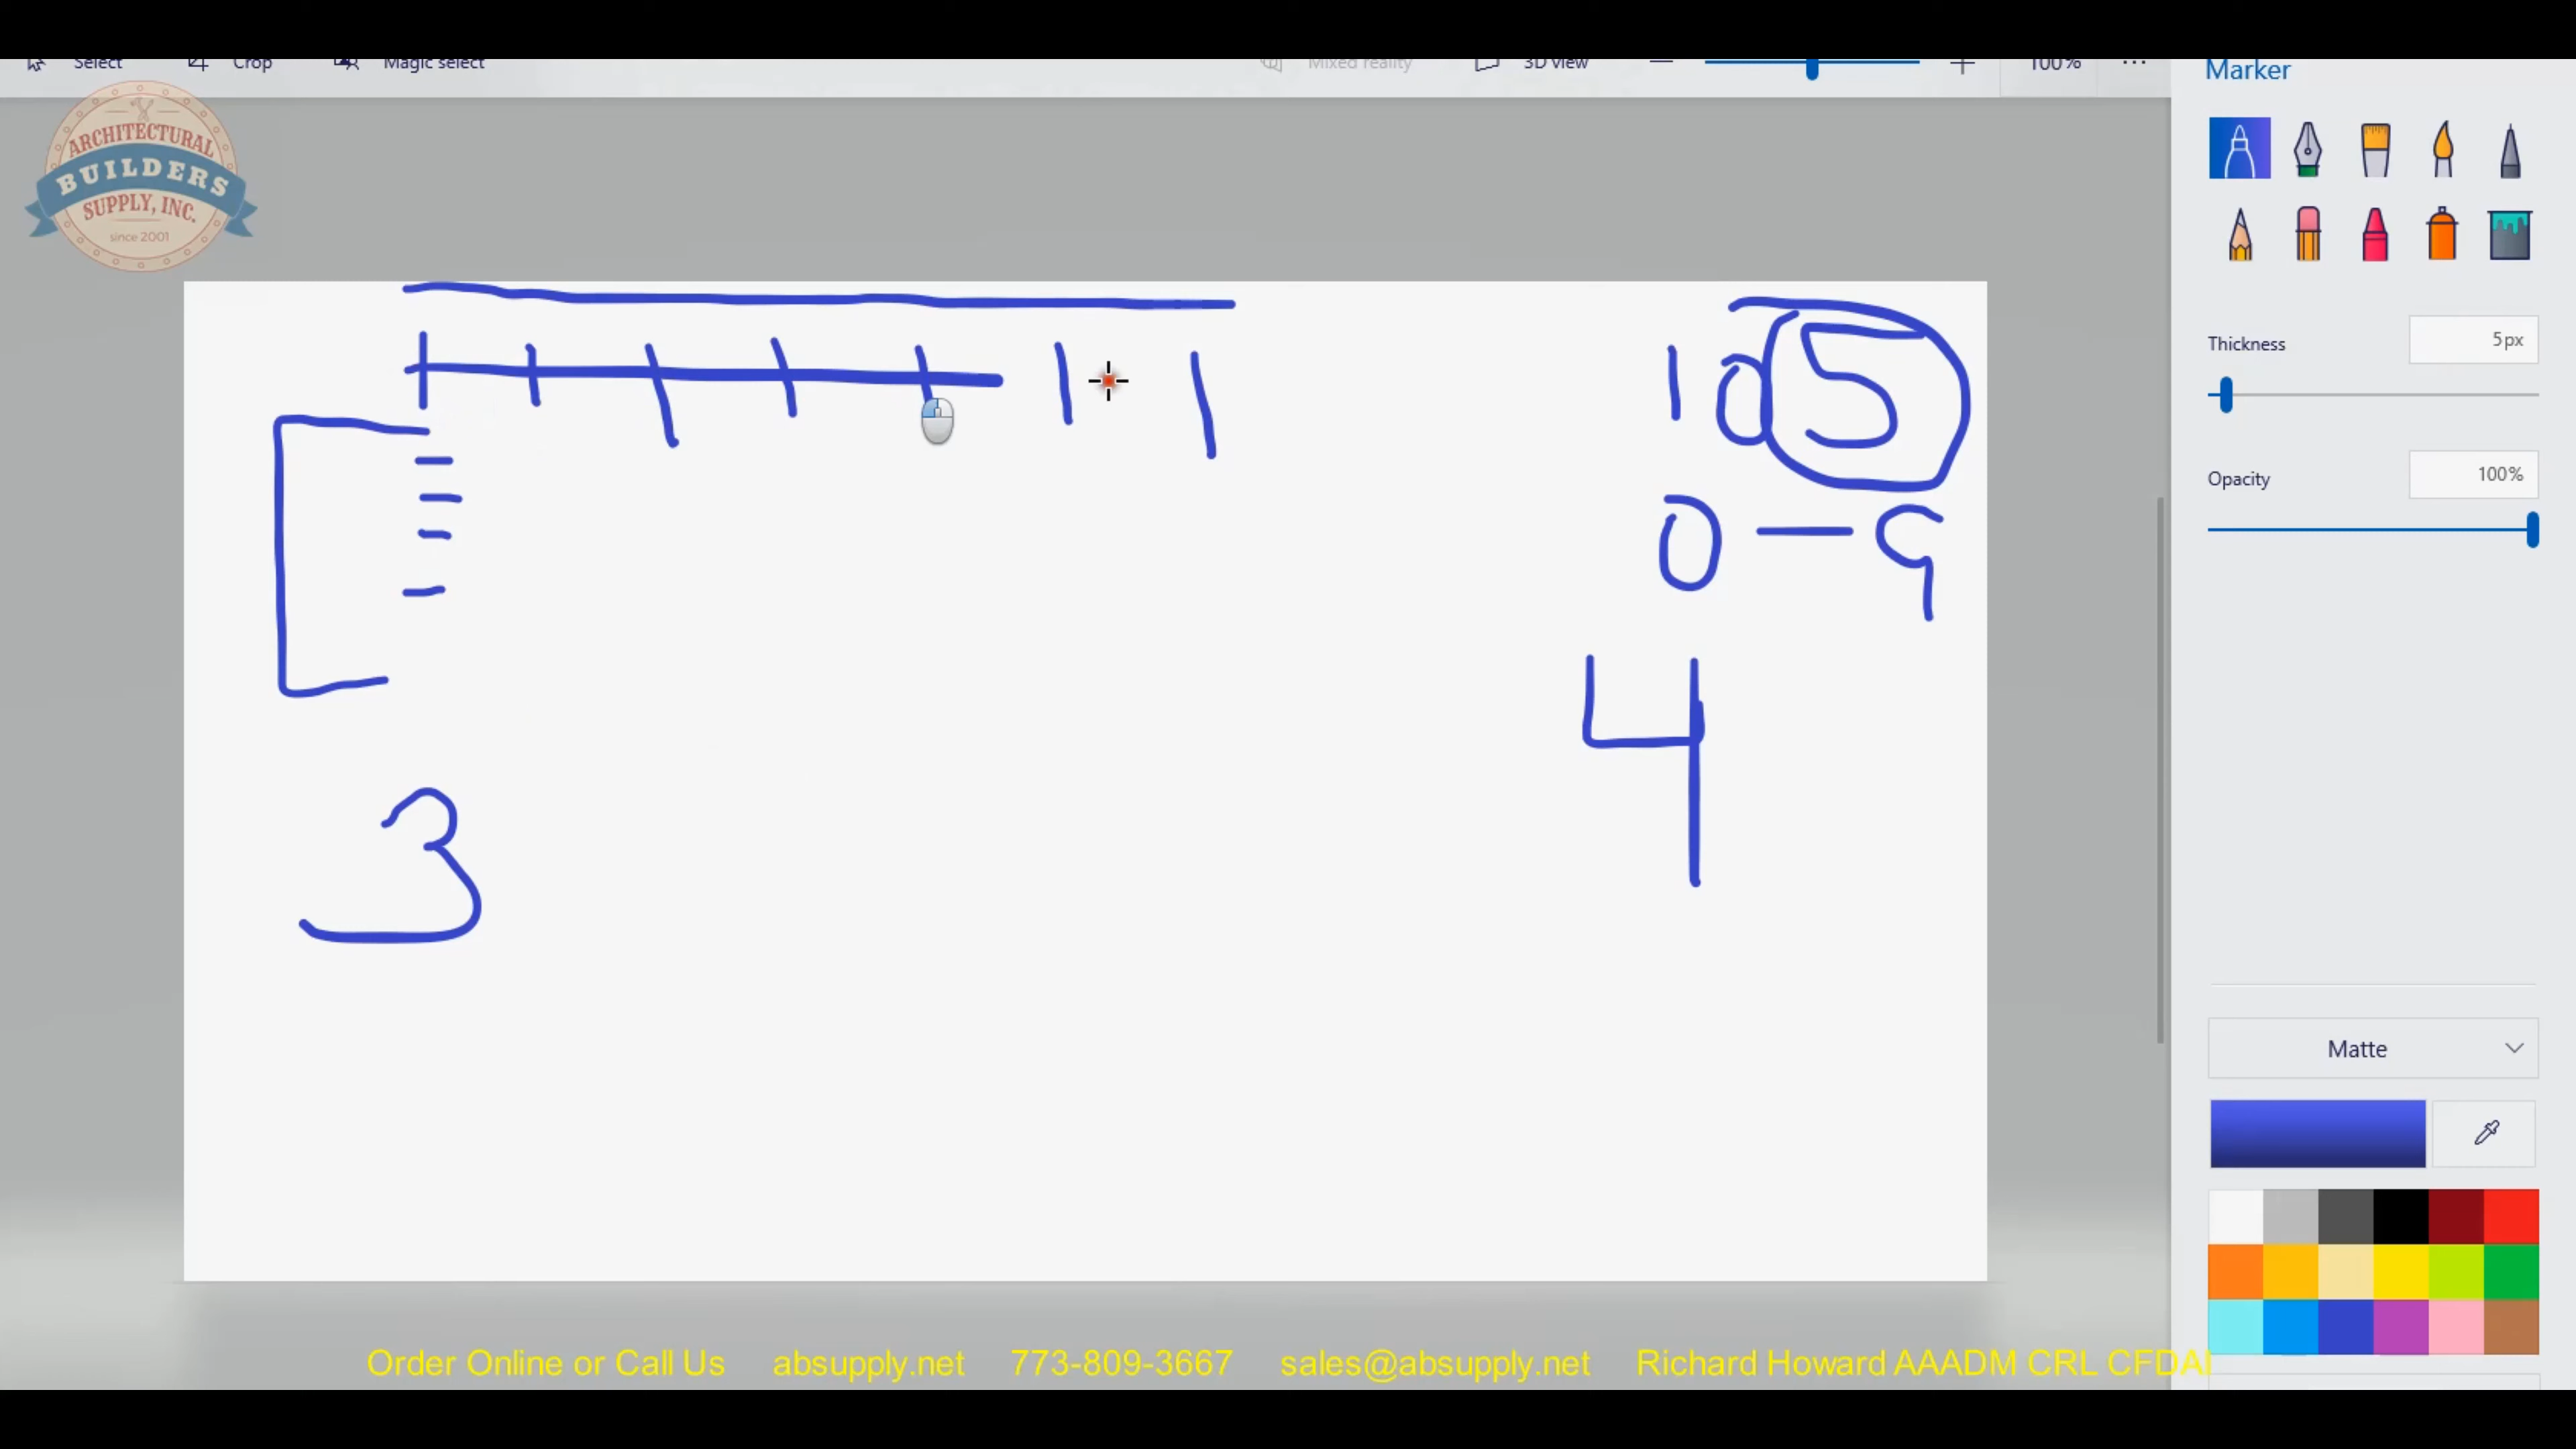 Select Crop Magic select Mixed reality 3D view 100% ...
Marker
ARCHITECTURAL
BUILDERS
SUPPLY, INC.
since 2001
Thickness 5px
Opacity 100%
105
0 — 9
4
3
Matte
Order Online or Call Us absupply.net 773-809-3667 sales@absupply.net Richard Howard AAADM CRL CFDAI